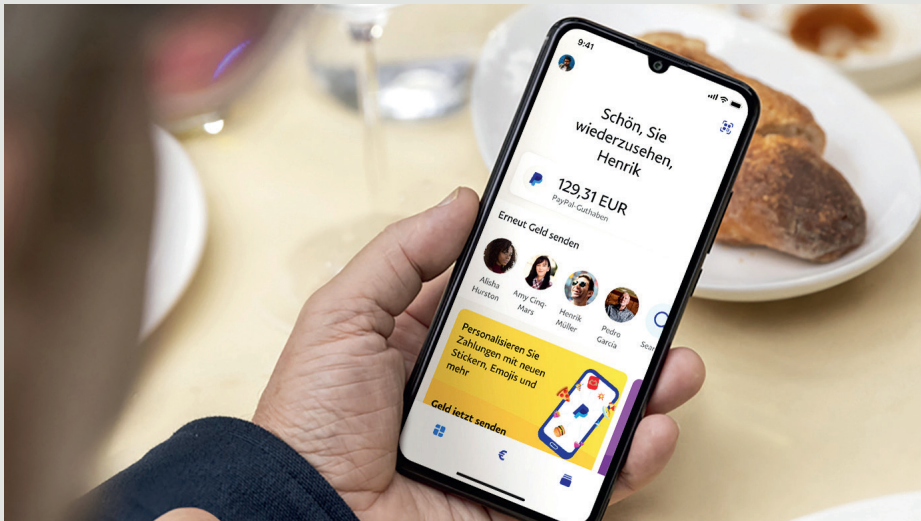 9:41
Schön, Sie
wiederzusehen,
Henrik
129,31 EUR
PayPal-Guthaben
Erneut Geld senden
Alisha
Hurston
Amy Cinq-
Mars
Henrik
Müller
Pedro
Garcia
Sear
Personalisieren Sie
Zahlungen mit neuen
Stickern, Emojis und
mehr
Geld jetzt senden
€